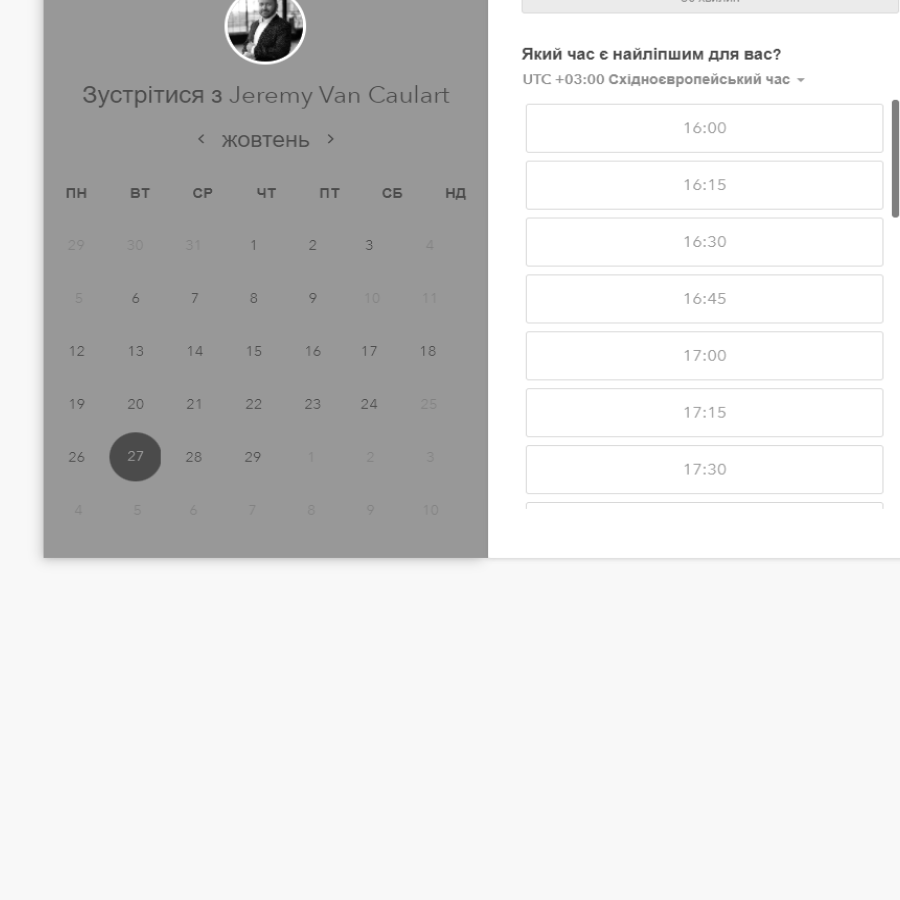 Зустрітися з Jeremy Van Caulart
жовтень
ПН ВТ СР ЧТ ПТ СБ НД
29 30 31 1 2 3 4
5 6 7 8 9 10 11
12 13 14 15 16 17 18
19 20 21 22 23 24 25
26 27 28 29 1 2 3
4 5 6 7 8 9 10
Який час є найліпшим для вас?
UTC +03:00 Східноєвропейський час
16:00
16:15
16:30
16:45
17:00
17:15
17:30